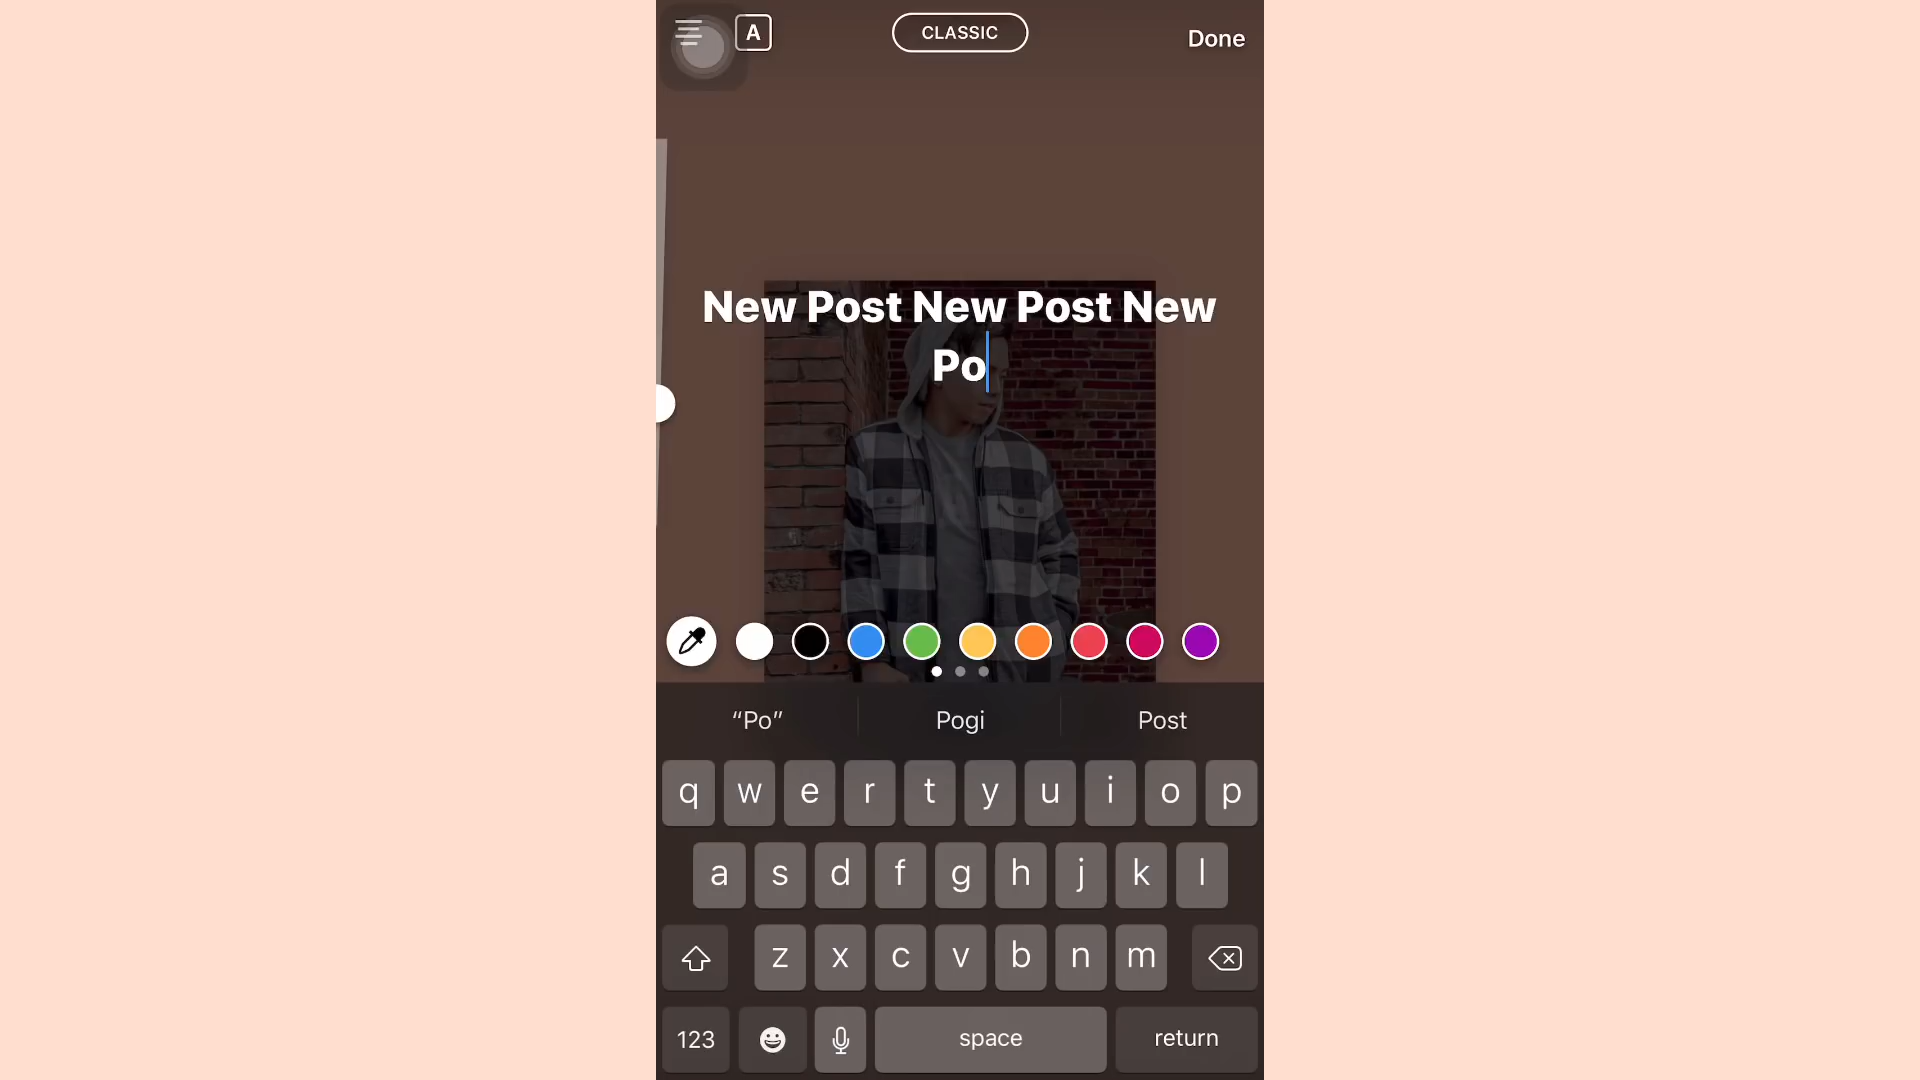 A
CLASSIC
Done
New Post New Post New
Po
“Po”
Pogi
Post
q w e r t y u i o p
a s d f g h j k l
z x c v b n m
123
space
return